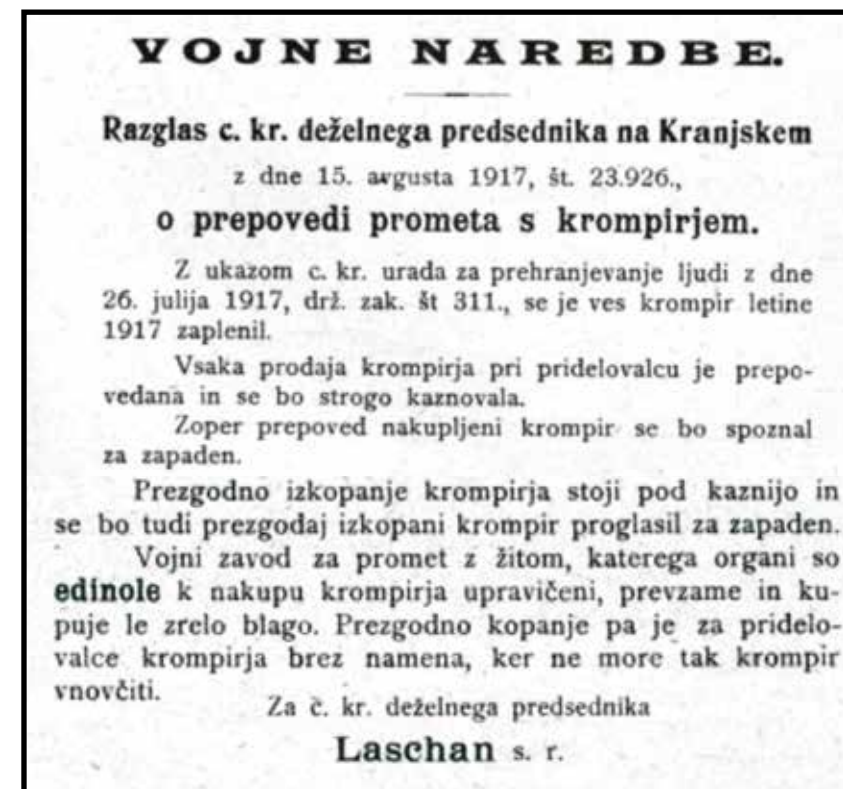 VOJNE NAREDBE.
Razglas c. kr. deželnega predsednika na Kranjskem
z dne 15. avgusta 1917, št. 23.926.,
o prepovedi prometa s krompirjem.
Z ukazom c. kr. urada za prehranjevanje ljudi z dne
26. julija 1917, drž. zak. št 311., se je ves krompir letine
1917 zaplenil.
Vsaka prodaja krompirja pri pridelovalcu je prepo-
vedana in se bo strogo kaznovala.
Zoper prepoved nakupljeni krompir se bo spoznal
za zapaden.
Prezgodno izkopanje krompirja stoji pod kaznijo in
se bo tudi prezgodaj izkopani krompir proglasil za zapaden.
Vojni zavod za promet z žitom, katerega organi so
edinole k nakupu krompirja upravičeni, prevzame in ku-
puje le zrelo blago. Prezgodno kopanje pa je za pridelo-
valce krompirja brez namena, ker ne more tak krompir
vnovčiti.
Za c. kr. deželnega predsednika
Laschan s. r.